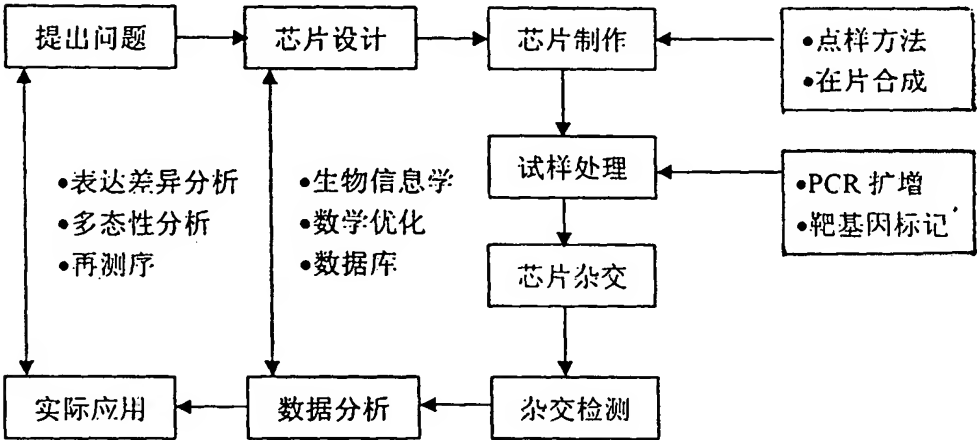 提出问题
芯片设计
芯片制作
•点样方法
•在片合成
试样处理
•表达差异分析
•多态性分析
•再测序
•生物信息学
•数学优化
•数据库
•PCR 扩增
•靶基因标记
芯片杂交
实际应用
数据分析
杂交检测